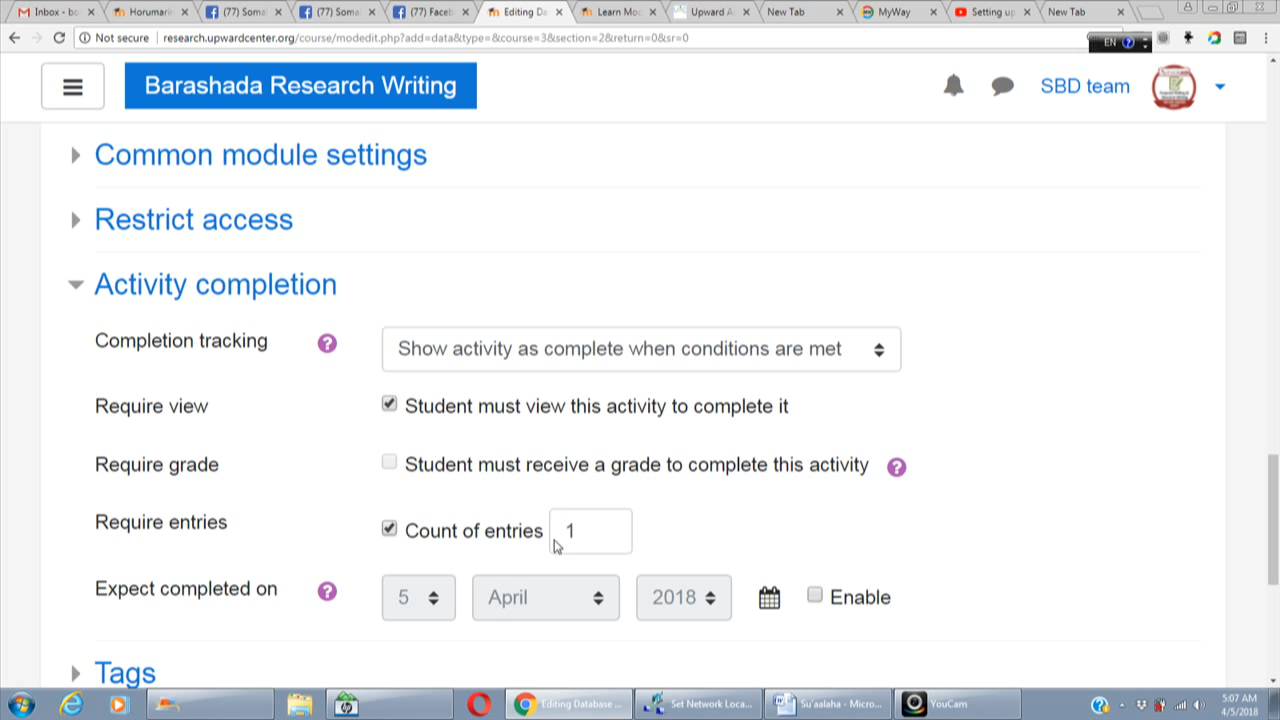 Inbox - bo
Horumarin
(77) Soma
(77) Soma
(77) Faceb
Editing Da
Learn Moo
Upward A
New Tab
MyWay
Setting up
New Tab
Not secure
research.upwardcenter.org/course/modedit.php?add=data&type=&course=3&section=2&return=0&sr=0
EN
Barashada Research Writing
SBD team
Common module settings
Restrict access
Activity completion
Completion tracking
Show activity as complete when conditions are met
Require view
Student must view this activity to complete it
Require grade
Student must receive a grade to complete this activity
Require entries
Count of entries 1
Expect completed on
5 April 2018
Enable
Tags
Editing Database ...
Set Network Loca...
Su'aalaha - Micro...
YouCam
5:07 AM
4/5/2018